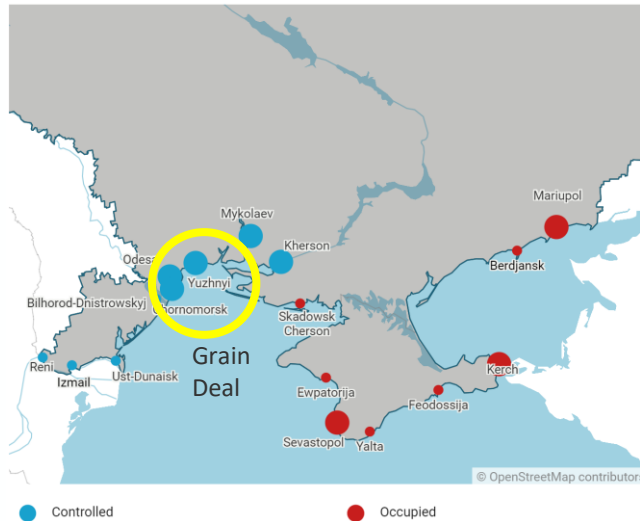 Mariupol
Mykolaev
Kherson
Odesa
Yuzhnyi
Berdjansk
Bilhorod-Dnistrowskyj
Chornomorsk
Skadowsk
Cherson
Grain
Deal
Reni
Izmail
Ust-Dunaisk
Kerch
Ewpatorija
Feodossija
Sevastopol
Yalta
© OpenStreetMap contributors
Controlled
Occupied